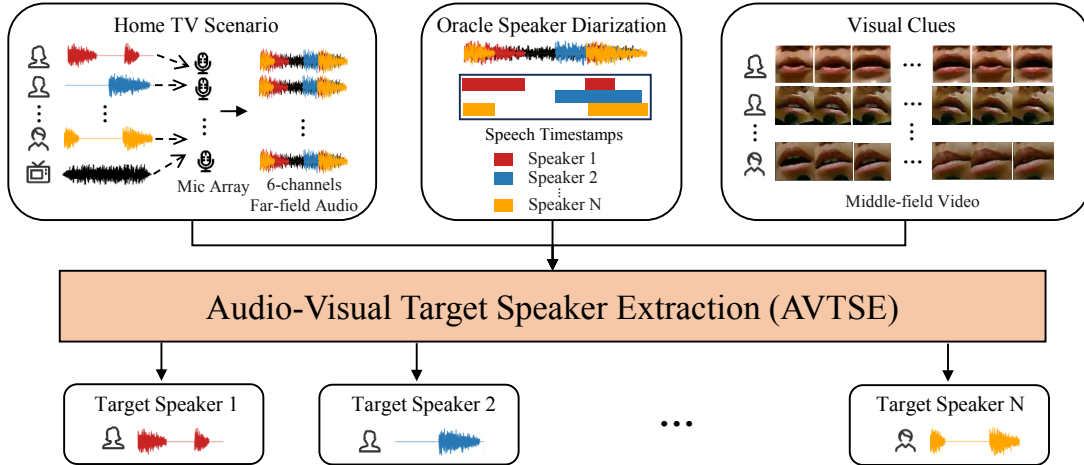 Home TV Scenario
Mic Array
6-channels
Far-field Audio
Oracle Speaker Diarization
Speech Timestamps
Speaker 1
Speaker 2
Speaker N
Visual Clues
Middle-field Video
Audio-Visual Target Speaker Extraction (AVTSE)
Target Speaker 1
Target Speaker 2
Target Speaker N